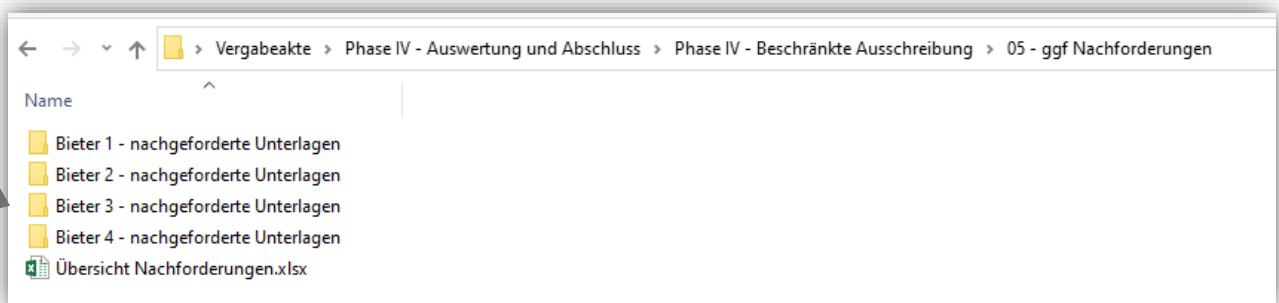 Vergabeakte > Phase IV - Auswertung und Abschluss > Phase IV - Beschränkte Ausschreibung > 05 - ggf Nachforderungen
Name
Bieter 1 - nachgeforderte Unterlagen
Bieter 2 - nachgeforderte Unterlagen
Bieter 3 - nachgeforderte Unterlagen
Bieter 4 - nachgeforderte Unterlagen
Übersicht Nachforderungen.xlsx